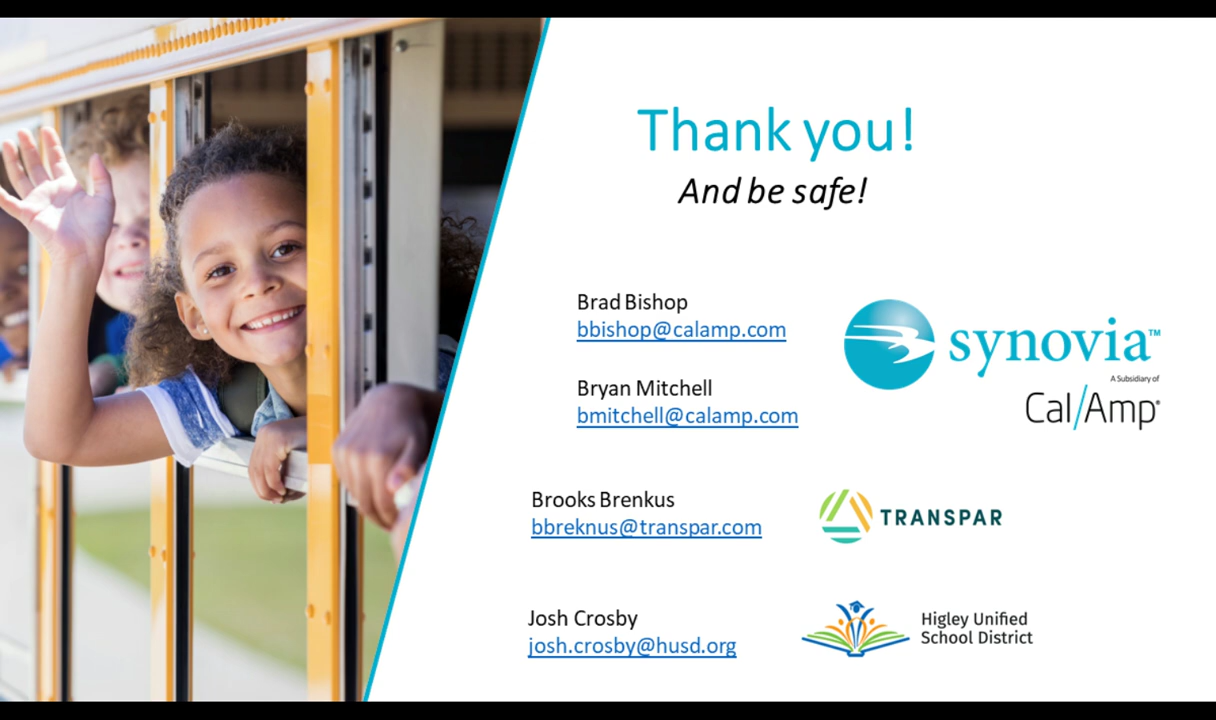 Thank you!
And be safe!
Brad Bishop
bbishop@calamp.com
Bryan Mitchell
bmitchell@calamp.com
synovia™
A Subsidiary of
Cal/Amp®
Brooks Brenkus
bbreknus@transpar.com
TRANSPAR
Josh Crosby
josh.crosby@husd.org
Higley Unified
School District